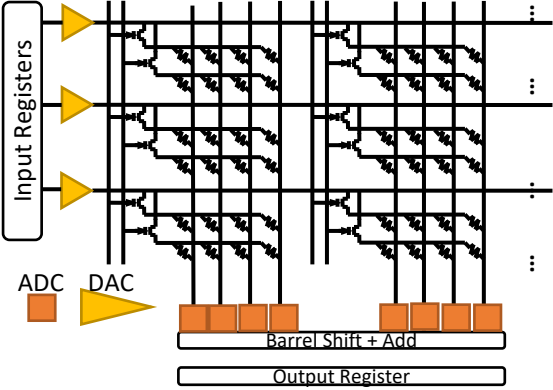 Input Registers
ADC DAC
Barrel Shift + Add
Output Register